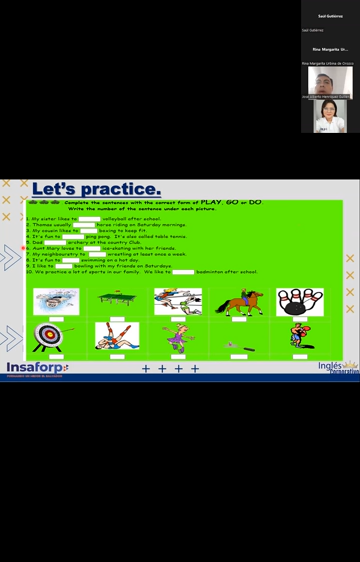 Saúl Gutiérrez
Saúl Gutiérrez
Rina Margarita Ur...
Rina Margarita Urbina de Orozco
Let's practice.
Complete the sentences with the correct form of PLAY, GO or DO.
Write the number of the sentence under each picture.
1. My sister likes to volleyball after school.
2. Thomas usually horse riding on Saturday mornings.
3. My cousin likes to boxing to keep fit.
4. It's fun to ping pong. It's also called table tennis.
5. Dad archery at the country Club.
6. Aunt Mary loves to ice-skating with her friends.
7. My neighbours try to wrestling at least once a week.
8. It's fun to swimming on a hot day.
9. I like to bowling with my friends on Saturdays.
10. We practice a lot of sports in our family. We like to badminton after school.
Insaforp
Inglés